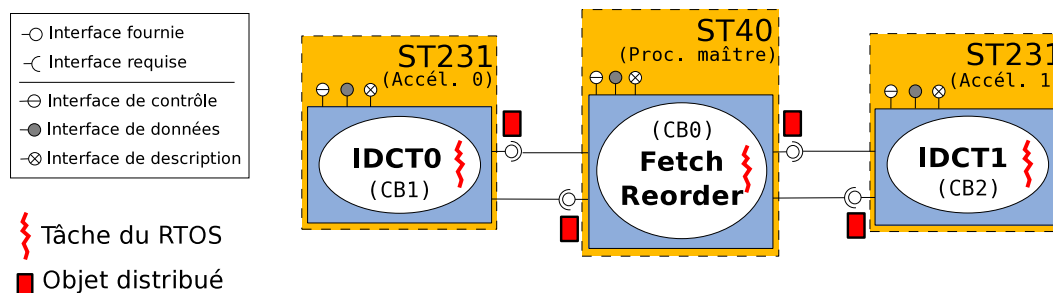 Interface fournie
Interface requise
Interface de contrôle
Interface de données
Interface de description
Tâche du RTOS
Objet distribué
ST231
(Accél. 0)
IDCT0
(CB1)
ST40
(Proc. maître)
(CB0)
Fetch
Reorder
ST231
(Accél. 1
IDCT1
(CB2)